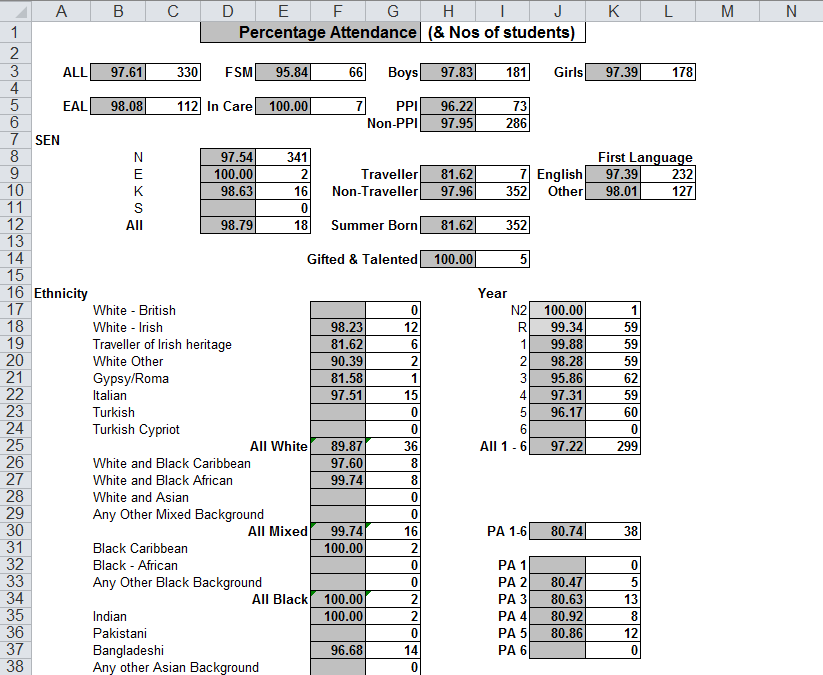 A B C D E F G H I J K L M N
1 Percentage Attendance (& Nos of students)
2
3 ALL 97.61 330 FSM 95.84 66 Boys 97.83 181 Girls 97.39 178
4
5 EAL 98.08 112 In Care 100.00 7 PPI 96.22 73
6 Non-PPI 97.95 286
7 SEN
8 N 97.54 341 First Language
9 E 100.00 2 Traveller 81.62 7 English 97.39 232
10 K 98.63 16 Non-Traveller 97.96 352 Other 98.01 127
11 S 0
12 All 98.79 18 Summer Born 81.62 352
13
14 Gifted & Talented 100.00 5
15
16 Ethnicity Year
17 White - British 0 N2 100.00 1
18 White - Irish 98.23 12 R 99.34 59
19 Traveller of Irish heritage 81.62 6 1 99.88 59
20 White Other 90.39 2 2 98.28 59
21 Gypsy/Roma 81.58 1 3 95.86 62
22 Italian 97.51 15 4 97.31 59
23 Turkish 0 5 96.17 60
24 Turkish Cypriot 0 6 0
25 All White 89.87 36 All 1 - 6 97.22 299
26 White and Black Caribbean 97.60 8
27 White and Black African 99.74 8
28 White and Asian 0
29 Any Other Mixed Background 0
30 All Mixed 99.74 16 PA 1-6 80.74 38
31 Black Caribbean 100.00 2
32 Black - African 0 PA 1 0
33 Any Other Black Background 0 PA 2 80.47 5
34 All Black 100.00 2 PA 3 80.63 13
35 Indian 100.00 2 PA 4 80.92 8
36 Pakistani 0 PA 5 80.86 12
37 Bangladeshi 96.68 14 PA 6 0
38 Any other Asian Background 0